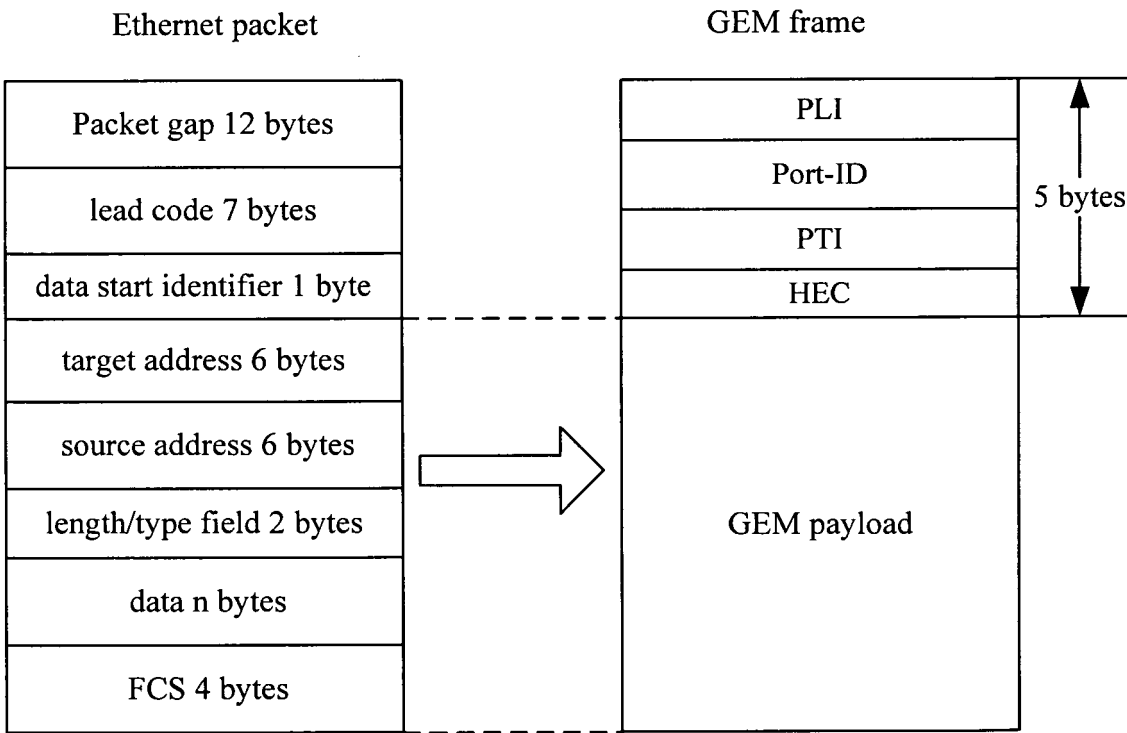 Ethernet packet
GEM frame
Packet gap 12 bytes
lead code 7 bytes
data start identifier 1 byte
target address 6 bytes
source address 6 bytes
length/type field 2 bytes
data n bytes
FCS 4 bytes
PLI
Port-ID
PTI
HEC
5 bytes
GEM payload